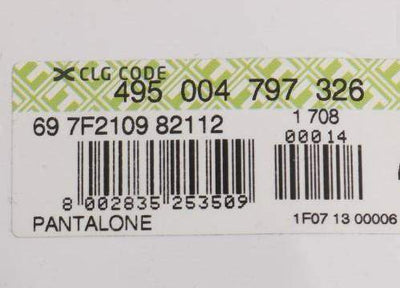 CLG CODE
495 004 797 326
69 7F2109 82112
1 708
00014
8 002835 253509
PANTALONE
1F07 13 00006